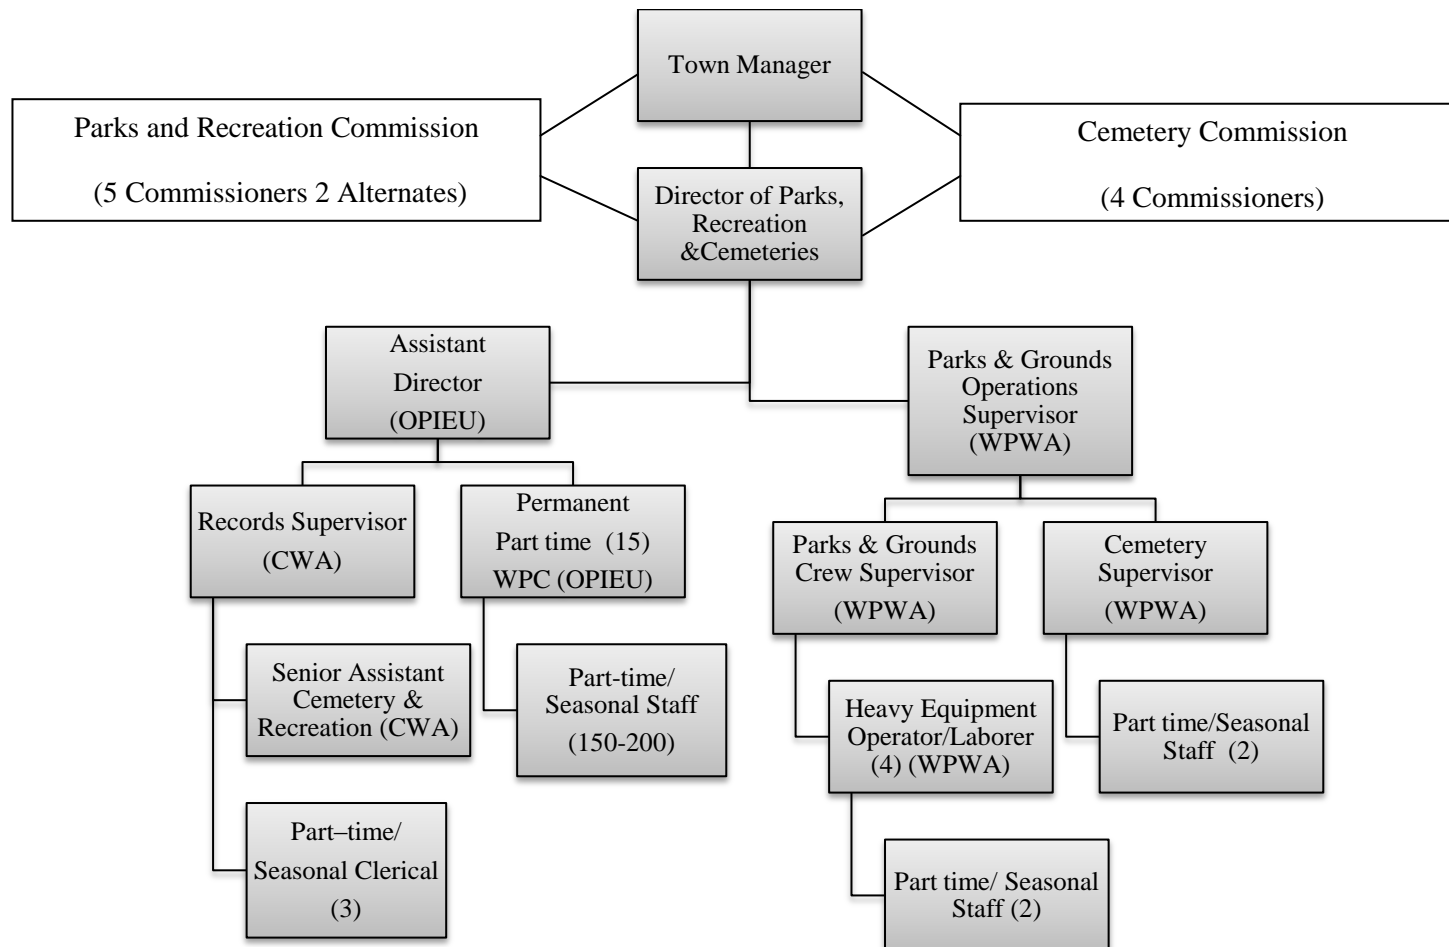 Town Manager
Parks and Recreation Commission
(5 Commissioners 2 Alternates)
Cemetery Commission
(4 Commissioners)
Director of Parks,
Recreation
&Cemeteries
Assistant
Director
(OPIEU)
Parks & Grounds
Operations
Supervisor
(WPWA)
Records Supervisor
(CWA)
Permanent
Part time (15)
WPC (OPIEU)
Parks & Grounds
Crew Supervisor
(WPWA)
Cemetery
Supervisor
(WPWA)
Senior Assistant
Cemetery &
Recreation (CWA)
Part-time/
Seasonal Staff
(150-200)
Heavy Equipment
Operator/Laborer
(4) (WPWA)
Part time/Seasonal
Staff (2)
Part–time/
Seasonal Clerical
(3)
Part time/ Seasonal
Staff (2)